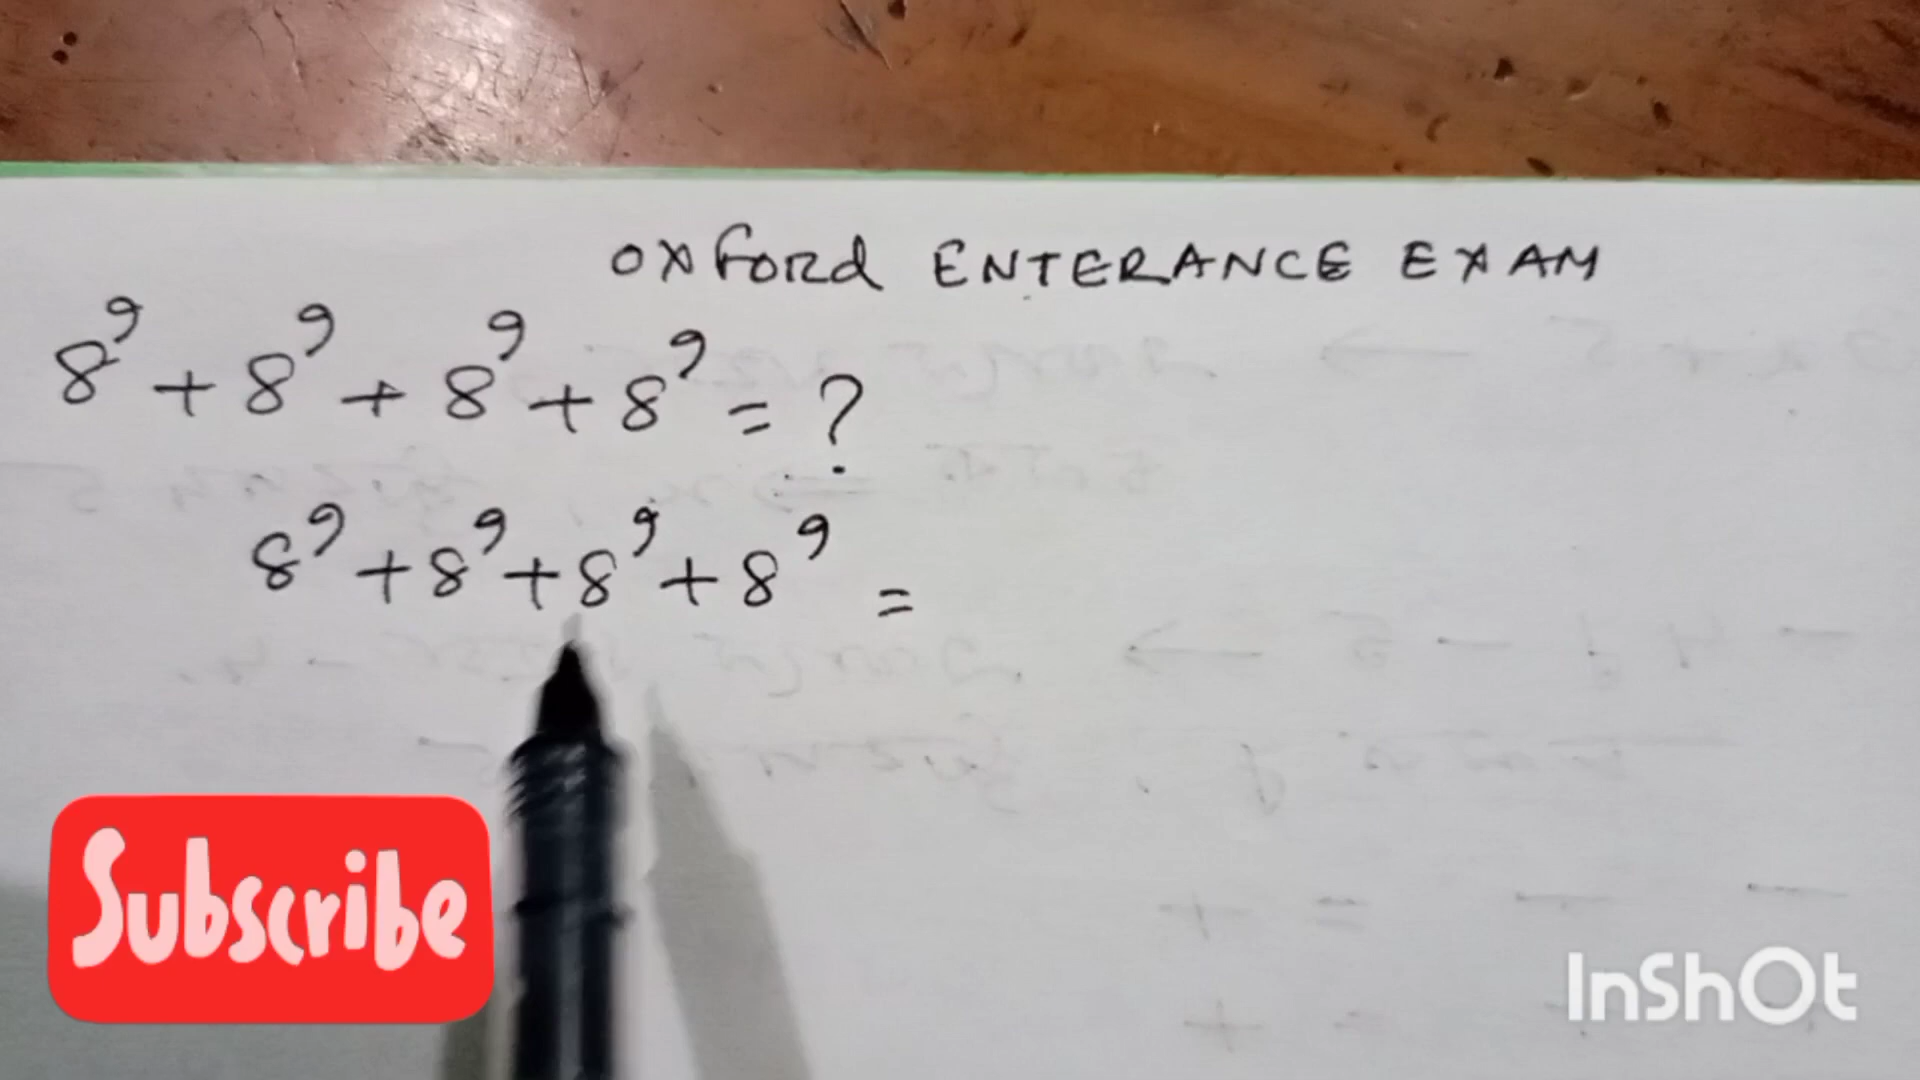 Oxford ENTERANCE EXAM
8⁹ + 8⁹ + 8⁹ + 8⁹ = ?
8⁹ + 8⁹ + 8⁹ + 8⁹ =
Subscribe
InShOt